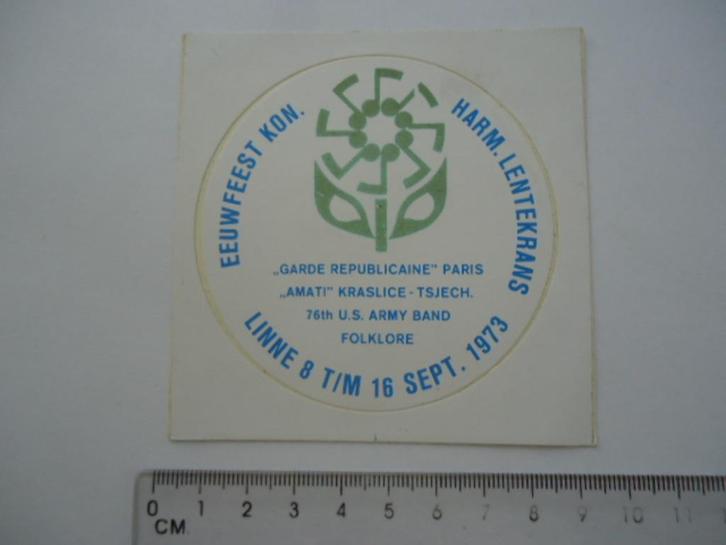 EEUWFEEST KON. HARM. LENTEKRANS
„GARDE REPUBLICAINE” PARIS
„AMATI” KRASLICE - TSJECH.
76th U.S. ARMY BAND
FOLKLORE
LINNE 8 T/M 16 SEPT. 1973
0 1 2 3 4 5 6 7 8 9 10 11
CM